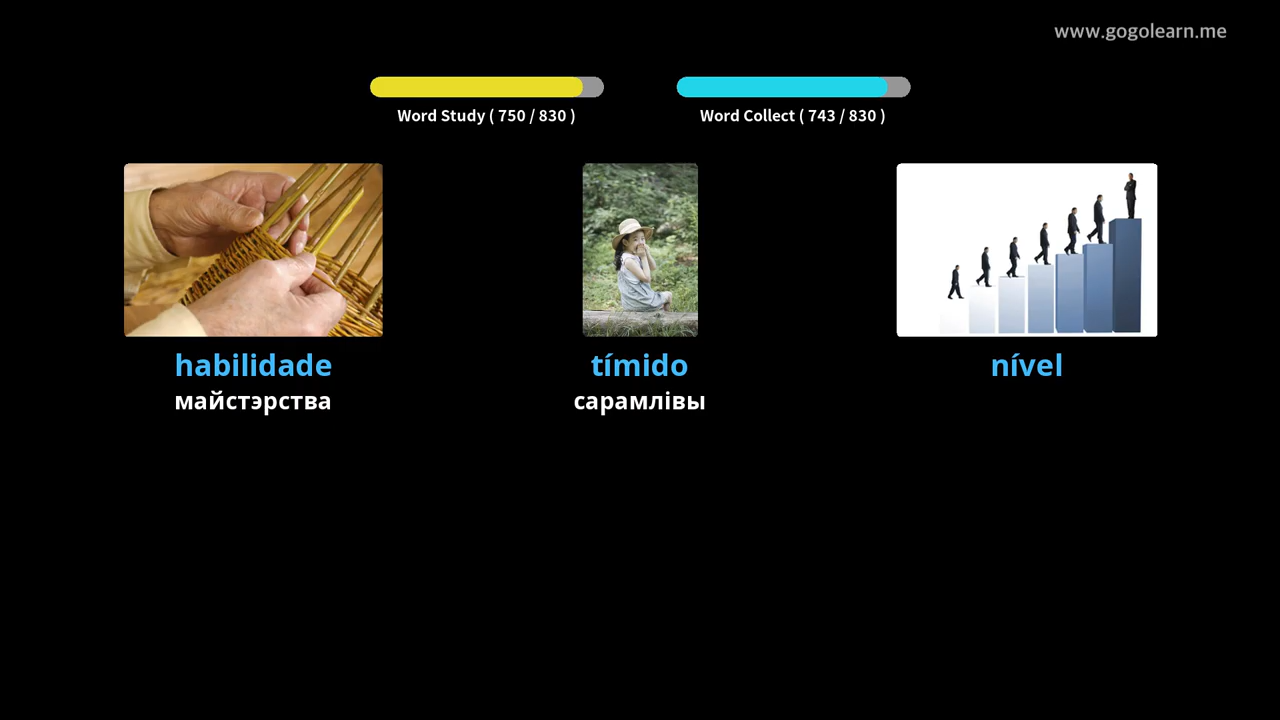 www.gogolearn.me
Word Study ( 750 / 830 )
Word Collect ( 743 / 830 )
habilidade
майстэрства
tímido
сарамлівы
nível